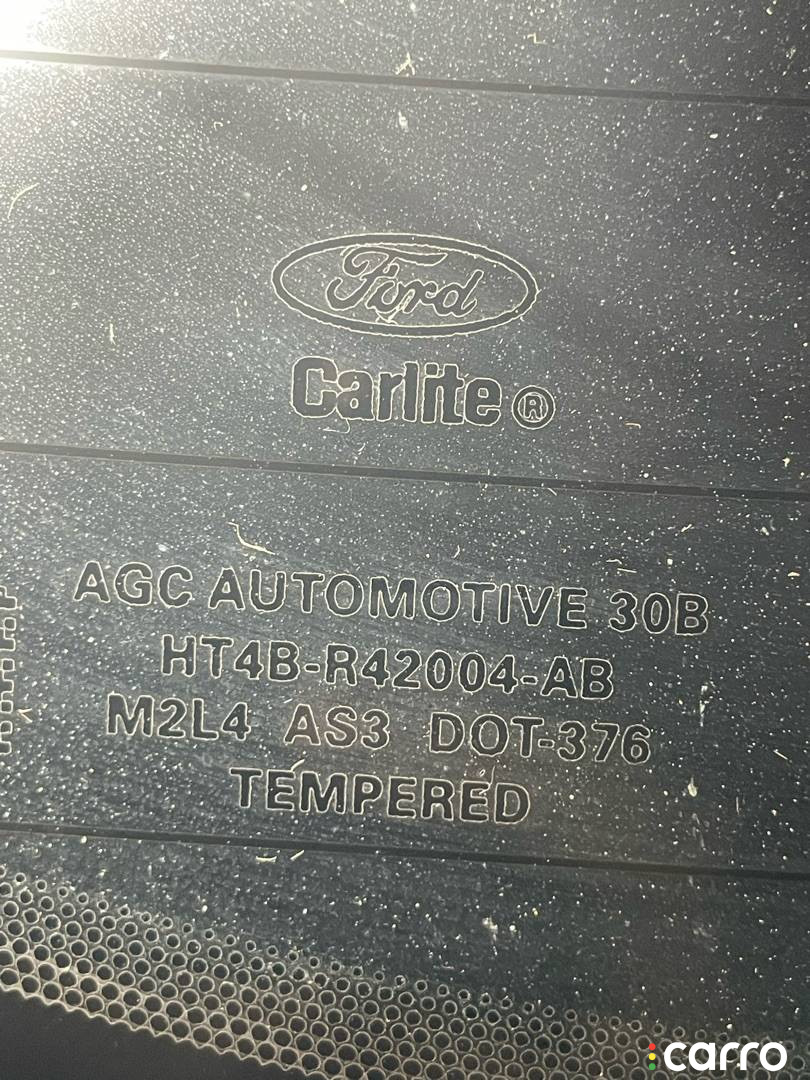 Ford
Carlite®
AGC AUTOMOTIVE 30B
HT4B-R42004-AB
M2L4 AS3 DOT-376
TEMPERED
carro